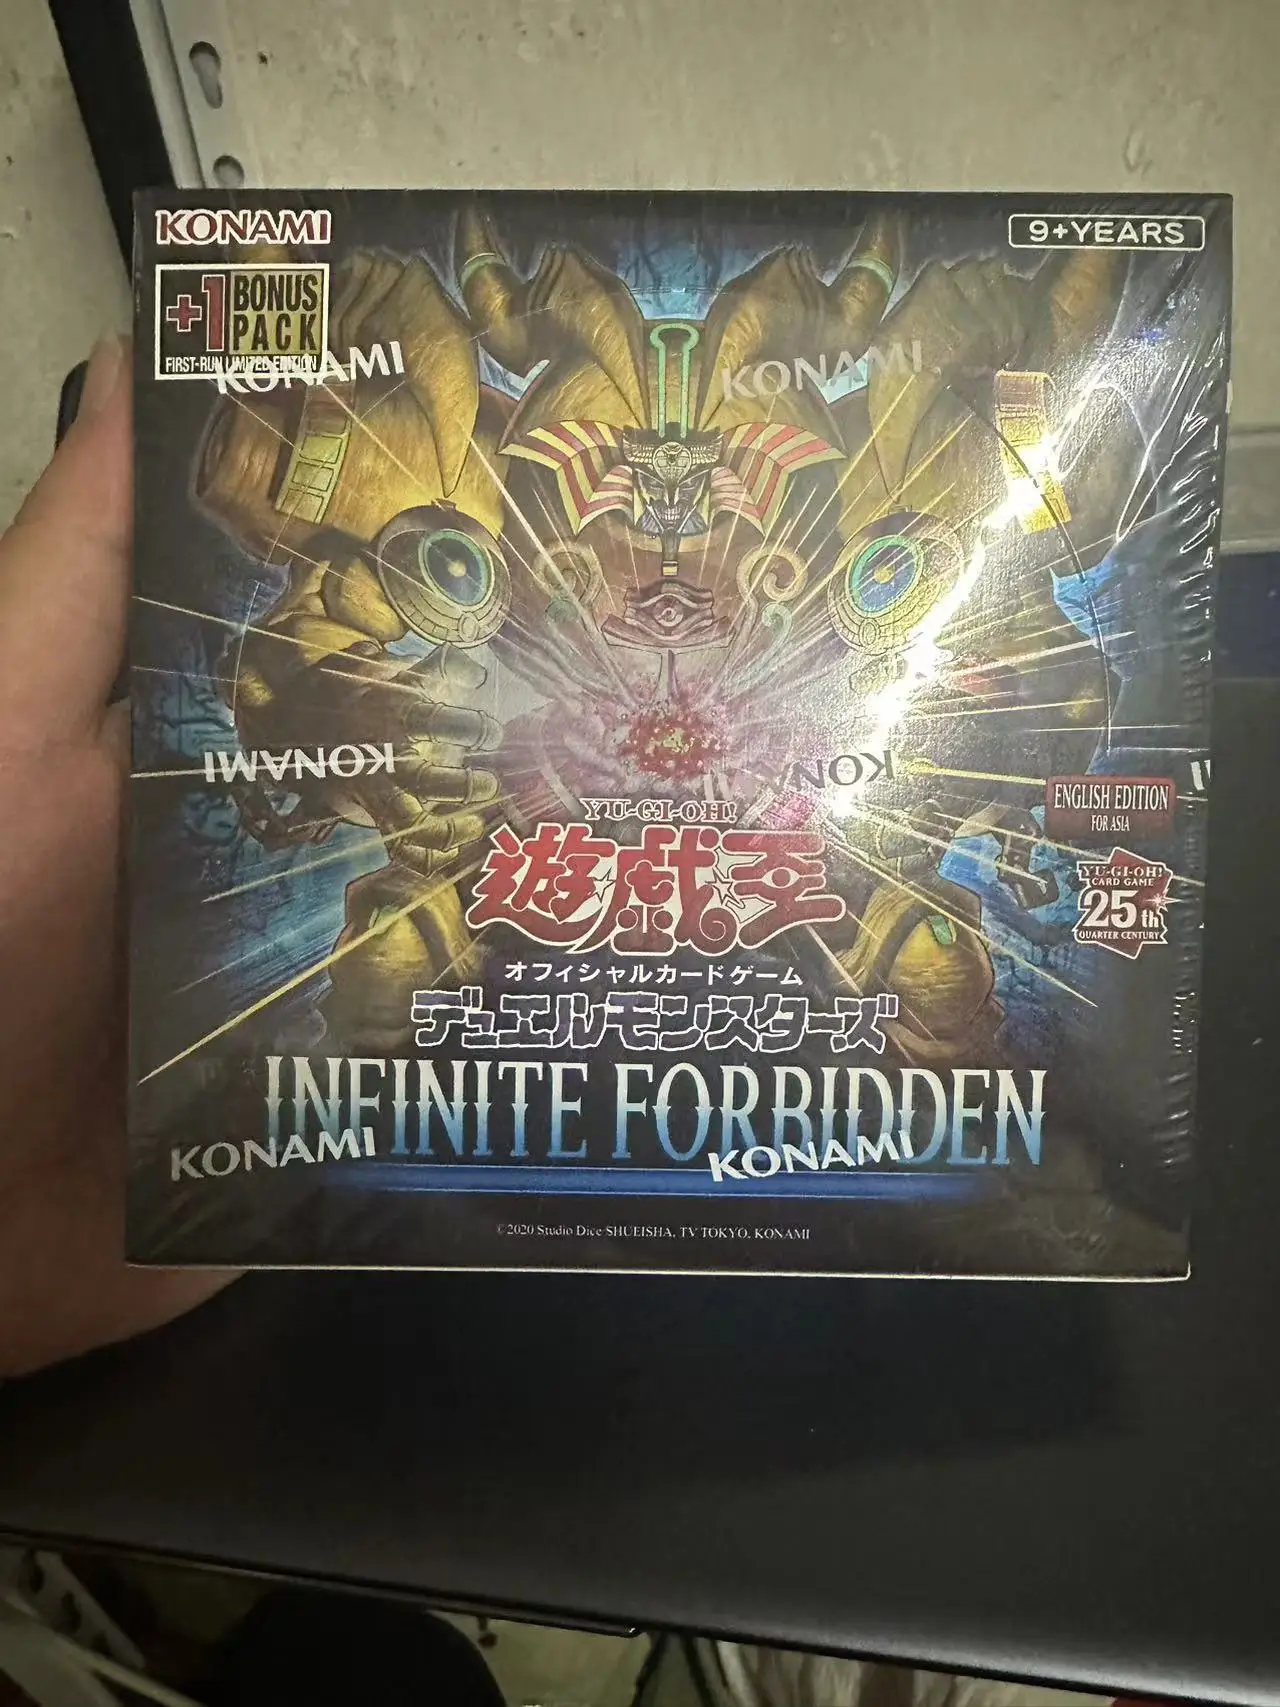 KONAMI
9+YEARS
+1 BONUS
PACK
FIRST-RUN LIMITED EDITION
KONAMI
KONAMI
KONAMI
KONAMI
ENGLISH EDITION
FOR ASIA
YU-GI-OH!
遊☆戯☆王
YU-GI-OH!
CARD GAME
25th
QUARTER CENTURY
オフィシャルカードゲーム
デュエルモンスターズ
INFINITE FORBIDDEN
KONAMI
KONAMI
©2020 Studio Dice/SHUEISHA, TV TOKYO, KONAMI